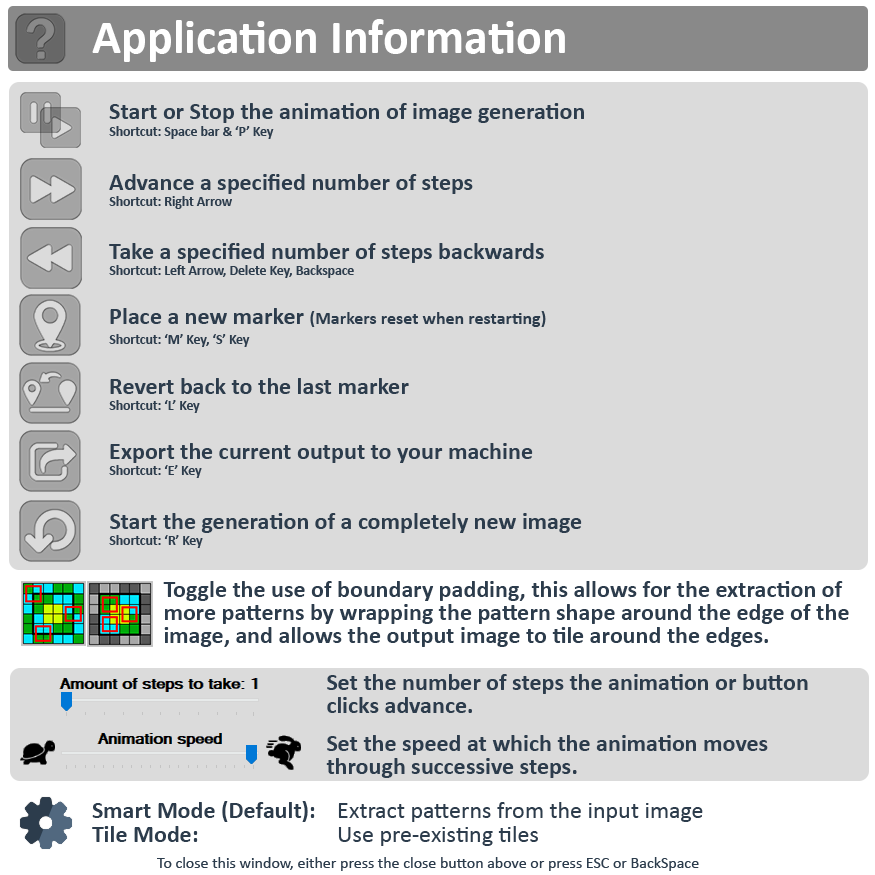 Application Information
Start or Stop the animation of image generation
Shortcut: Space bar & ‘P’ Key
Advance a specified number of steps
Shortcut: Right Arrow
Take a specified number of steps backwards
Shortcut: Left Arrow, Delete Key, Backspace
Place a new marker (Markers reset when restarting)
Shortcut: ‘M’ Key, ‘S’ Key
Revert back to the last marker
Shortcut: ‘L’ Key
Export the current output to your machine
Shortcut: ‘E’ Key
Start the generation of a completely new image
Shortcut: ‘R’ Key
Toggle the use of boundary padding, this allows for the extraction of
more patterns by wrapping the pattern shape around the edge of the
image, and allows the output image to tile around the edges.
Amount of steps to take: 1
Set the number of steps the animation or button
clicks advance.
Animation speed
Set the speed at which the animation moves
through successive steps.
Smart Mode (Default): Extract patterns from the input image
Tile Mode: Use pre-existing tiles
To close this window, either press the close button above or press ESC or BackSpace